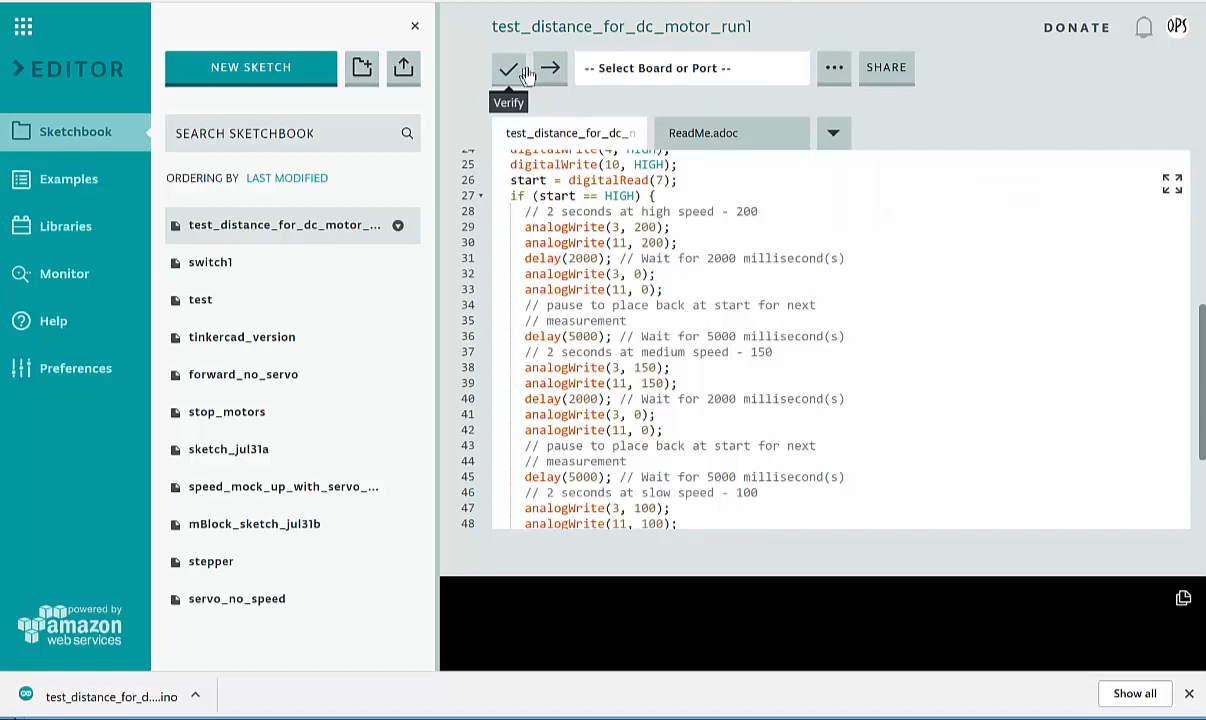 EDITOR
Sketchbook
Examples
Libraries
Monitor
Help
Preferences
powered by
amazon
web services
NEW SKETCH
SEARCH SKETCHBOOK
ORDERING BY LAST MODIFIED
test_distance_for_dc_motor_...
switch1
test
tinkercad_version
forward_no_servo
stop_motors
sketch_jul31a
speed_mock_up_with_servo_...
mBlock_sketch_jul31b
stepper
servo_no_speed
test_distance_for_dc_motor_run1
DONATE
OPS
-- Select Board or Port --
SHARE
Verify
test_distance_for_dc_n
ReadMe.adoc
24 digitalWrite(4, HIGH);
25 digitalWrite(10, HIGH);
26 start = digitalRead(7);
27 if (start == HIGH) {
28 // 2 seconds at high speed - 200
29 analogWrite(3, 200);
30 analogWrite(11, 200);
31 delay(2000); // Wait for 2000 millisecond(s)
32 analogWrite(3, 0);
33 analogWrite(11, 0);
34 // pause to place back at start for next
35 // measurement
36 delay(5000); // Wait for 5000 millisecond(s)
37 // 2 seconds at medium speed - 150
38 analogWrite(3, 150);
39 analogWrite(11, 150);
40 delay(2000); // Wait for 2000 millisecond(s)
41 analogWrite(3, 0);
42 analogWrite(11, 0);
43 // pause to place back at start for next
44 // measurement
45 delay(5000); // Wait for 5000 millisecond(s)
46 // 2 seconds at slow speed - 100
47 analogWrite(3, 100);
48 analogWrite(11, 100);
test_distance_for_d....ino
Show all